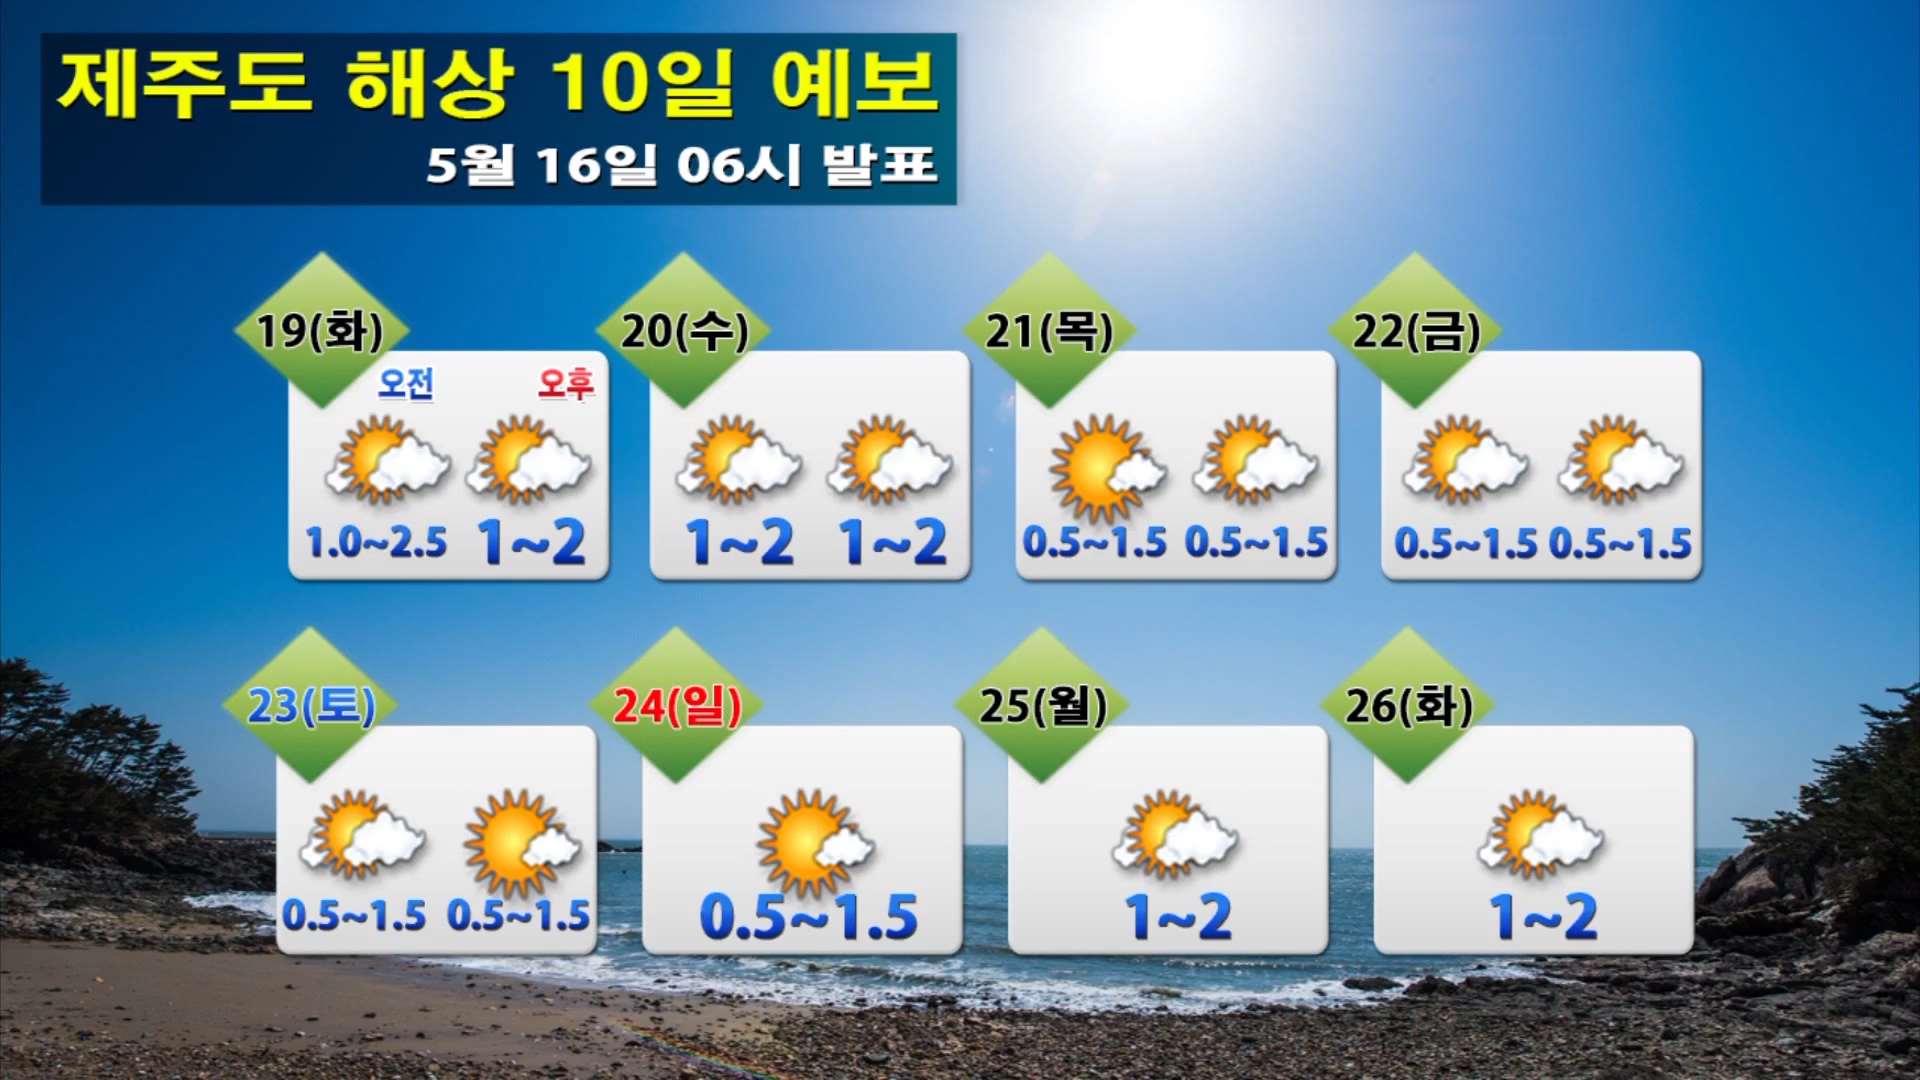 제주도 해상 10일 예보
5월 16일 06시 발표
19(화) 20(수) 21(목) 22(금)
오전 오후
1.0~2.5 1~2 1~2 1~2 0.5~1.5 0.5~1.5 0.5~1.5 0.5~1.5
23(토) 24(일) 25(월) 26(화)
0.5~1.5 0.5~1.5 0.5~1.5 1~2 1~2